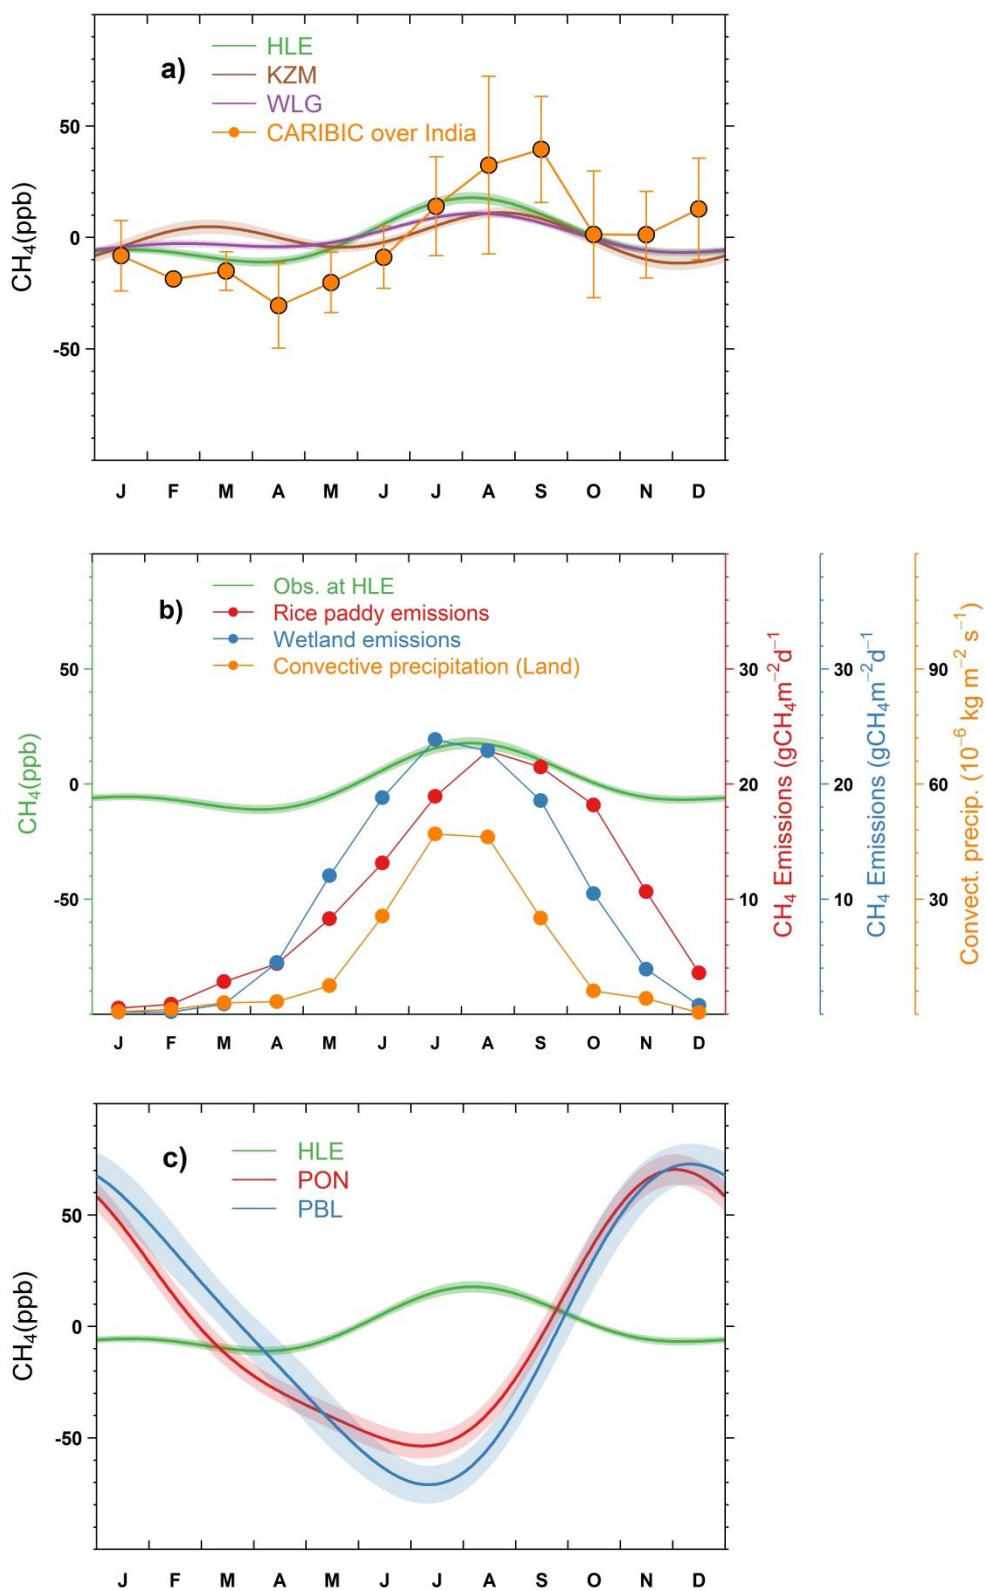 a)
HLE
KZM
WLG
CARIBIC over India
CH₄(ppb)
50
0
-50
J F M A M J J A S O N D
b)
Obs. at HLE
Rice paddy emissions
Wetland emissions
Convective precipitation (Land)
CH₄(ppb)
50
0
-50
30
20
10
CH₄ Emissions (gCH₄m⁻²d⁻¹
30
20
10
CH₄ Emissions (gCH₄m⁻²d⁻¹
90
60
30
Convect. precip. (10⁻⁶ kg m⁻² s⁻¹)
J F M A M J J A S O N D
c)
HLE
PON
PBL
CH₄(ppb)
50
0
-50
J F M A M J J A S O N D